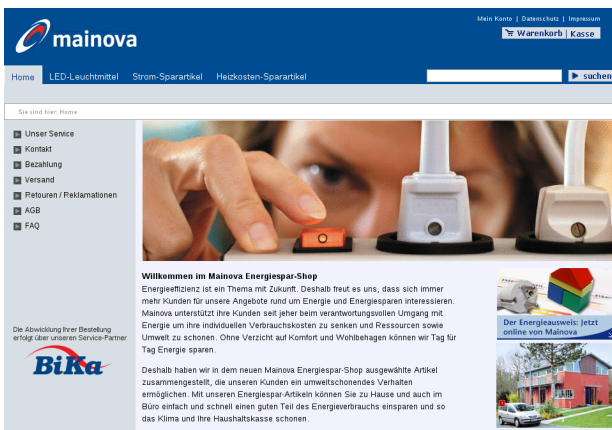 Mein Konto | Datenschutz | Impressum
mainova
Warenkorb | Kasse
Home LED-Leuchtmittel Strom-Sparartikel Heizkosten-Sparartikel suchen
Sie sind hier: Home
Unser Service
Kontakt
Bezahlung
Versand
Retouren / Reklamationen
AGB
FAQ
Die Abwicklung Ihrer Bestellung
erfolgt über unseren Service-Partner
BiKa
Willkommen im Mainova Energiespar-Shop
Energieeffizienz ist ein Thema mit Zukunft. Deshalb freut es uns, dass sich immer
mehr Kunden für unsere Angebote rund um Energie und Energiesparen interessieren.
Mainova unterstützt ihre Kunden seit jeher beim verantwortungsvollen Umgang mit
Energie um ihre individuellen Verbrauchskosten zu senken und Ressourcen sowie
Umwelt zu schonen. Ohne Verzicht auf Komfort und Wohlbehagen können wir Tag für
Tag Energie sparen.
Deshalb haben wir in dem neuen Mainova Energiespar-Shop ausgewählte Artikel
zusammengestellt, die unseren Kunden ein umweltschonendes Verhalten
ermöglichen. Mit unseren Energiespar-Artikeln können Sie zu Hause und auch im
Büro einfach und schnell einen guten Teil des Energieverbrauchs einsparen und so
das Klima und Ihre Haushaltskasse schonen.
Der Energieausweis: Jetzt
online von Mainova